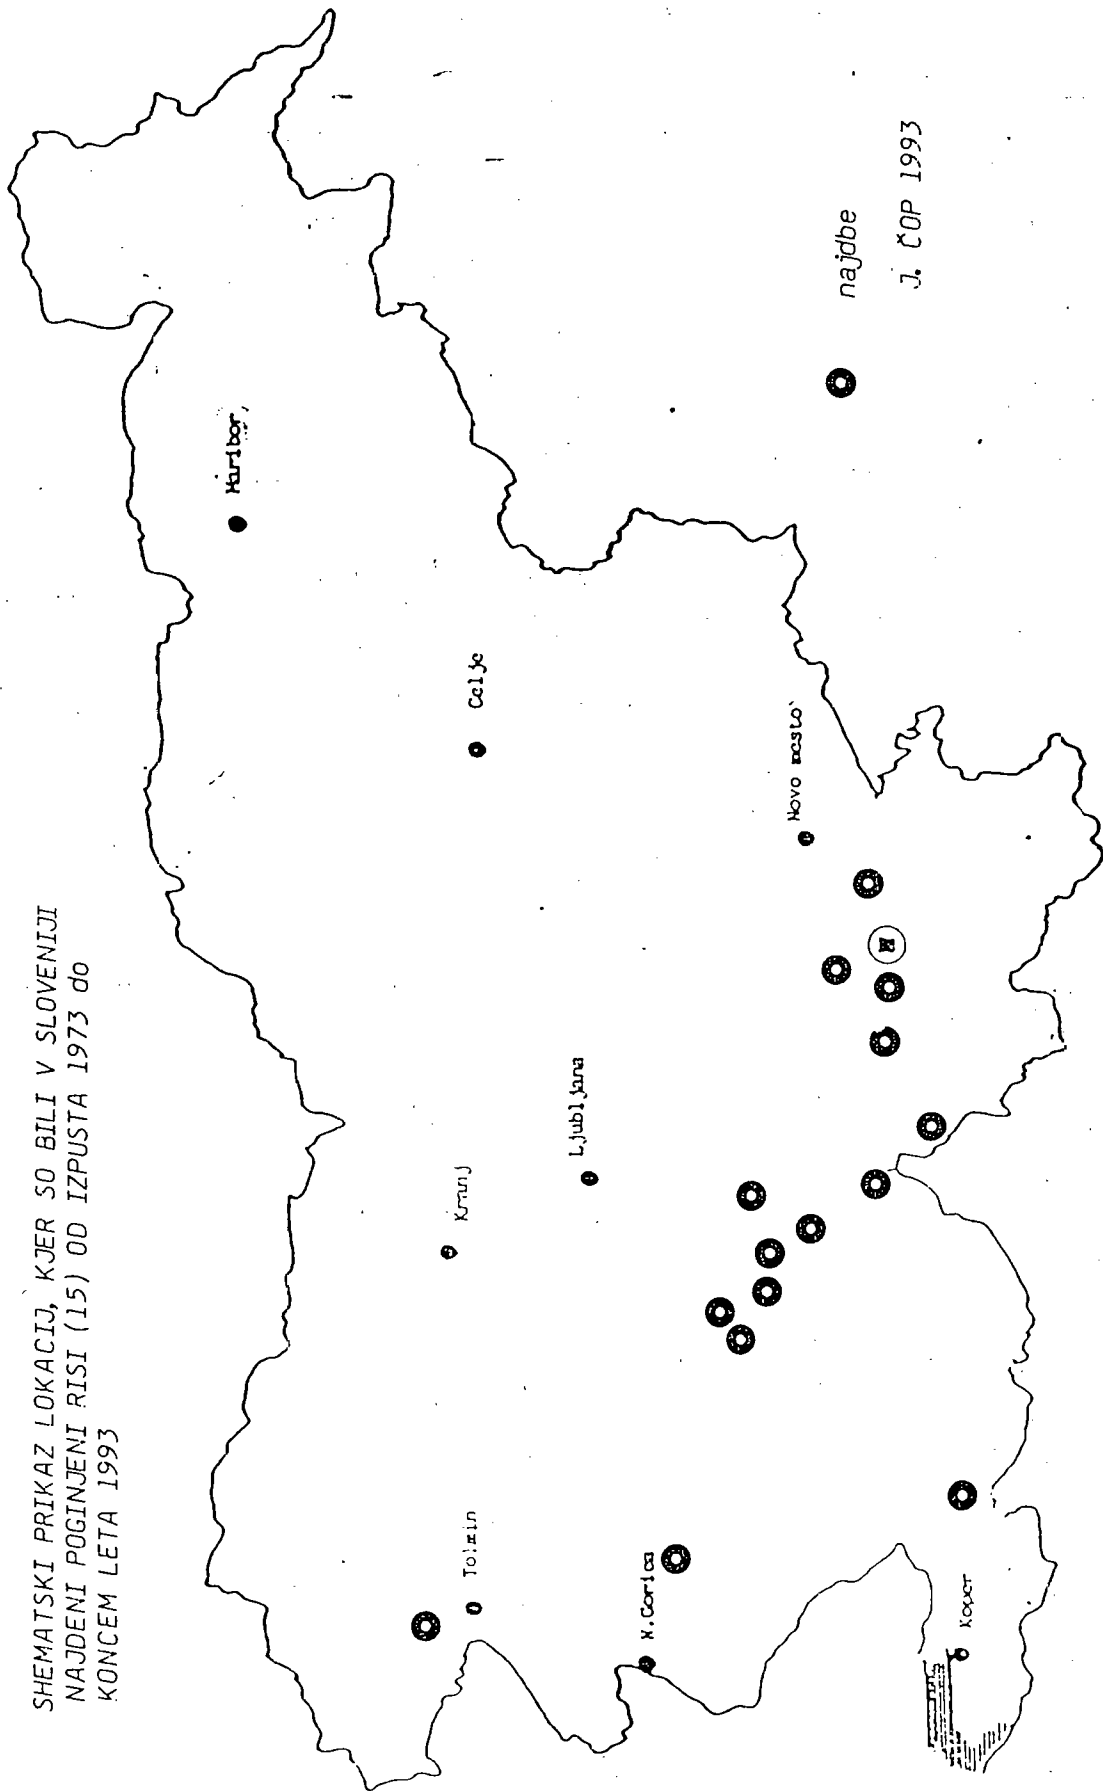 SHEMATSKI PRIKAZ LOKACIJ, KJER SO BILI V SLOVENIJI
NAJDENI POGINJENI RISI (15) OD IZPUSTA 1973 do
KONCEM LETA 1993
Maribor
Celje
Kranj
Ljubljana
Tolmin
N.Gorica
Novo mesto
Koper
najdbe
J. ČOP 1993